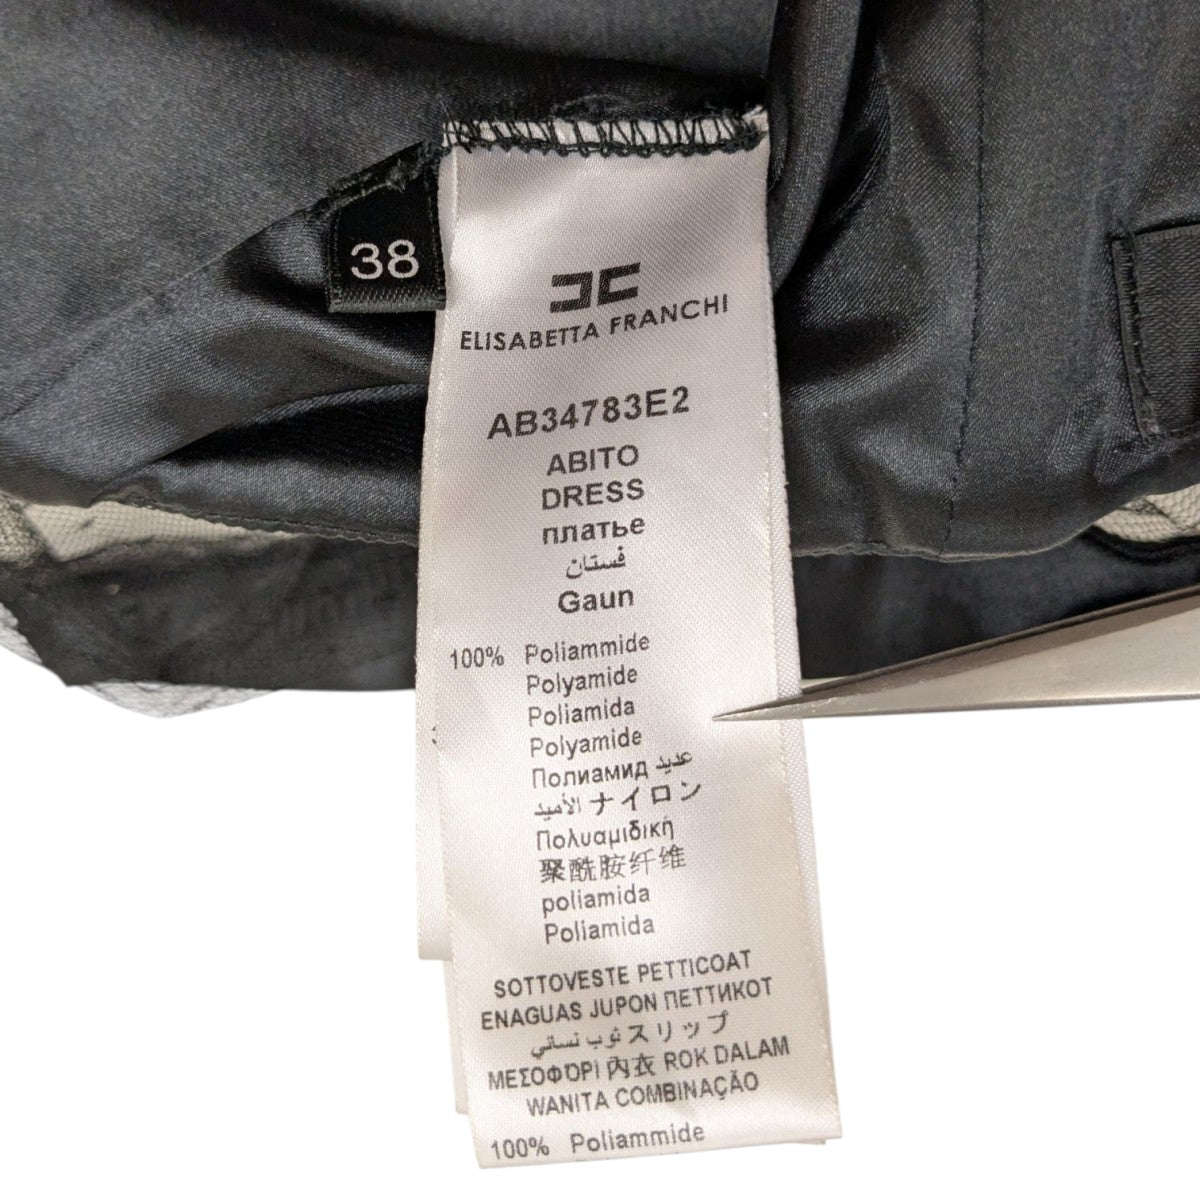 38
ELISABETTA FRANCHI
AB34783E2
ABITO
DRESS
платье
فستان
Gaun
100% Poliammide
Polyamide
Poliamida
Polyamide
Полиамид عديد
الأميد ナイロン
Πολυαμιδική
聚酰胺纤维
poliamida
Poliamida
SOTTOVESTE PETTICOAT
ENAGUAS JUPON ПЕТТИКОТ
ثوب نسائي スリップ
ΜΕΣΟΦΌΡΙ 內衣 ROK DALAM
WANITA COMBINAÇÃO
100% Poliammide